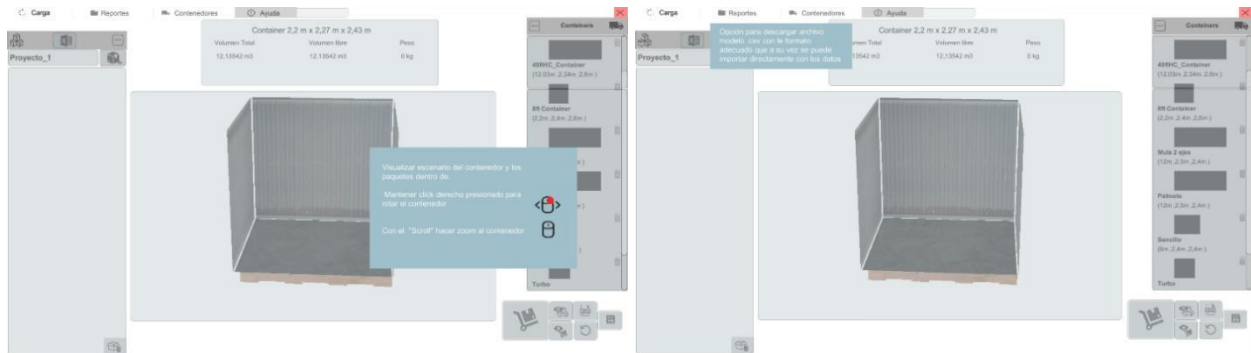 Carga
Reportes
Contenedores
Ayuda
Container 2,2 m x 2,27 m x 2,43 m
Volumen Total
Volumen libre
Peso
12,13542 m3
12,13542 m3
0 kg
Proyecto_1
Containers
40ftHC_Container
(12.03m ,2,34m ,2,6m )
8ft Container
(2,2m ,2,4m ,2,6m )
Visualizar escenario del contenedor y los
paquetes dentro de.
Mantener click derecho presionado para
rotar el contenedor
Con el "Scroll" hacer zoom al contenedor
Turbo
Carga
Reportes
Contenedores
Ayuda
Opción para descargar archivo
modelo .csv con le formato
adecuado que a su vez se puede
importar directamente con los datos
Container 2,2 m x 2,27 m x 2,43 m
Volumen Total
Volumen libre
Peso
12,13542 m3
12,13542 m3
0 kg
Proyecto_1
Containers
40ftHC_Container
(12.03m ,2,34m ,2,6m )
8ft Container
(2,2m ,2,4m ,2,6m )
Mula 2 ejes
(12m ,2,5m ,2,4m )
Patineta
(12m ,2,5m ,2,4m )
Sencillo
(6m ,2,4m ,2,4m )
Turbo